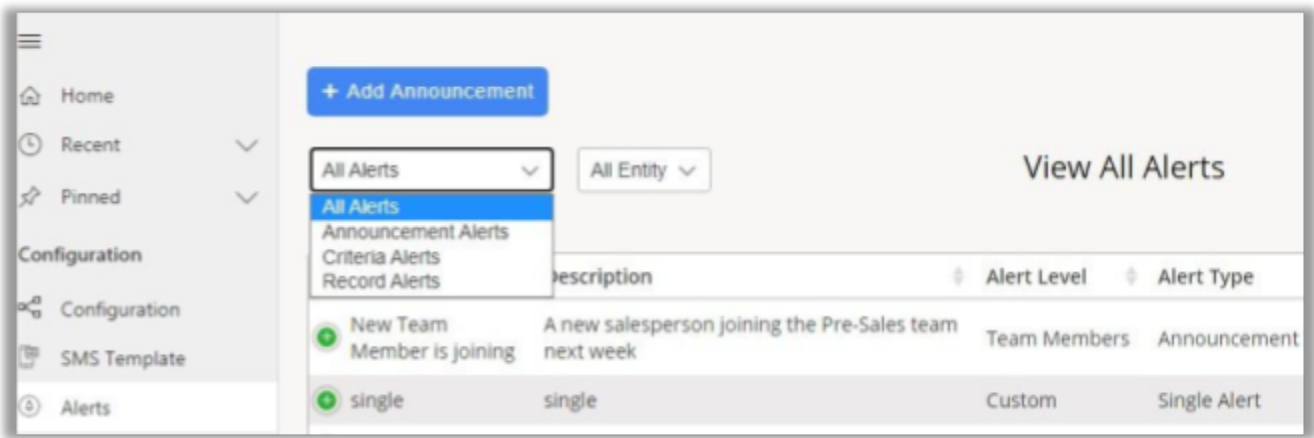 Home
Recent
Pinned
Configuration
Configuration
SMS Template
Alerts
+ Add Announcement
All Alerts
All Entity
View All Alerts
All Alerts
Announcement Alerts
Criteria Alerts
Record Alerts
Description
Alert Level
Alert Type
New Team
Member is joining
A new salesperson joining the Pre-Sales team
next week
Team Members
Announcement
single
single
Custom
Single Alert